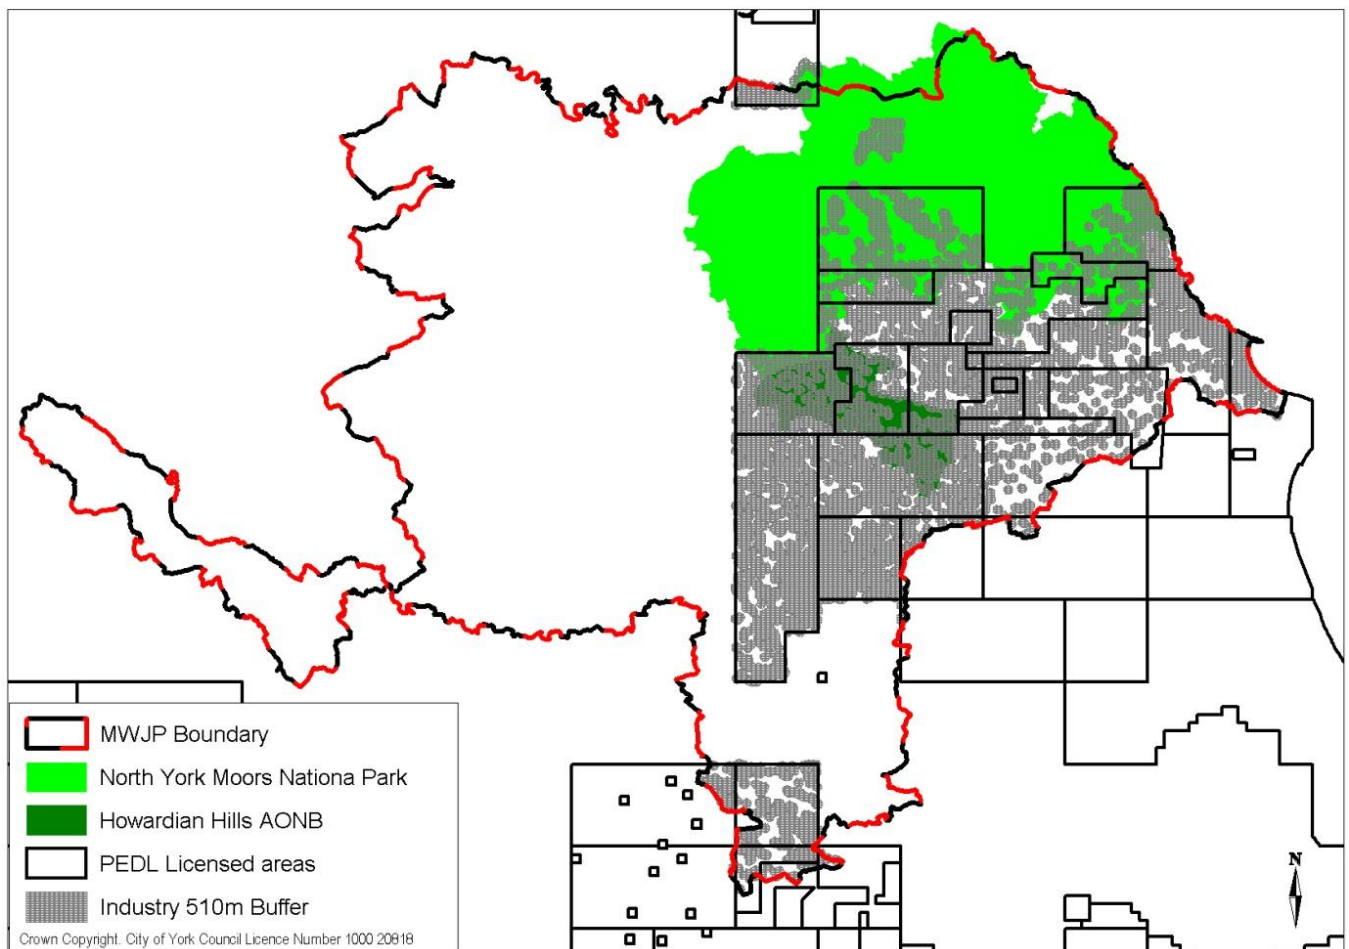 N
MWJP Boundary
North York Moors Nationa Park
Howardian Hills AONB
PEDL Licensed areas
Industry 510m Buffer
Crown Copyright. City of York Council Licence Number 1000 20818